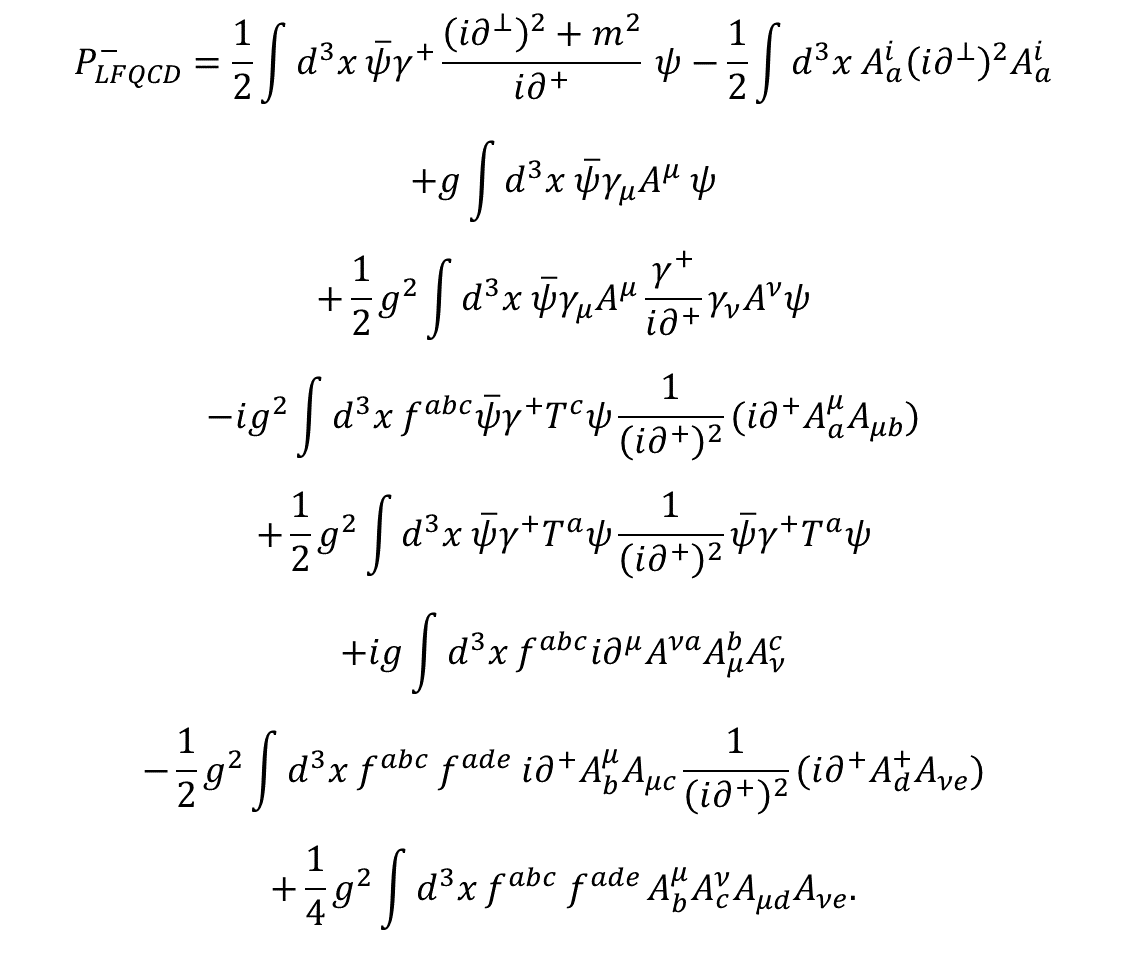 $P^-_{LFQCD} = \frac{1}{2}\int d^3x\, \bar{\psi}\gamma^+ \frac{(i\partial^\perp)^2 + m^2}{i\partial^+}\, \psi - \frac{1}{2}\int d^3x\, A^i_a (i\partial^\perp)^2 A^i_a$
$+g\int d^3x\, \bar{\psi}\gamma_\mu A^\mu\, \psi$
$+\frac{1}{2}g^2\int d^3x\, \bar{\psi}\gamma_\mu A^\mu \frac{\gamma^+}{i\partial^+}\gamma_\nu A^\nu \psi$
$-ig^2\int d^3x\, f^{abc}\bar{\psi}\gamma^+ T^c \psi \frac{1}{(i\partial^+)^2}(i\partial^+ A^\mu_a A_{\mu b})$
$+\frac{1}{2}g^2\int d^3x\, \bar{\psi}\gamma^+ T^a \psi \frac{1}{(i\partial^+)^2}\bar{\psi}\gamma^+ T^a \psi$
$+ig\int d^3x\, f^{abc} i\partial^\mu A^{\nu a} A^b_\mu A^c_\nu$
$-\frac{1}{2}g^2\int d^3x\, f^{abc}\, f^{ade}\, i\partial^+ A^\mu_b A_{\mu c} \frac{1}{(i\partial^+)^2}(i\partial^+ A^+_d A_{\nu e})$
$+\frac{1}{4}g^2\int d^3x\, f^{abc}\, f^{ade}\, A^\mu_b A^\nu_c A_{\mu d} A_{\nu e}.$